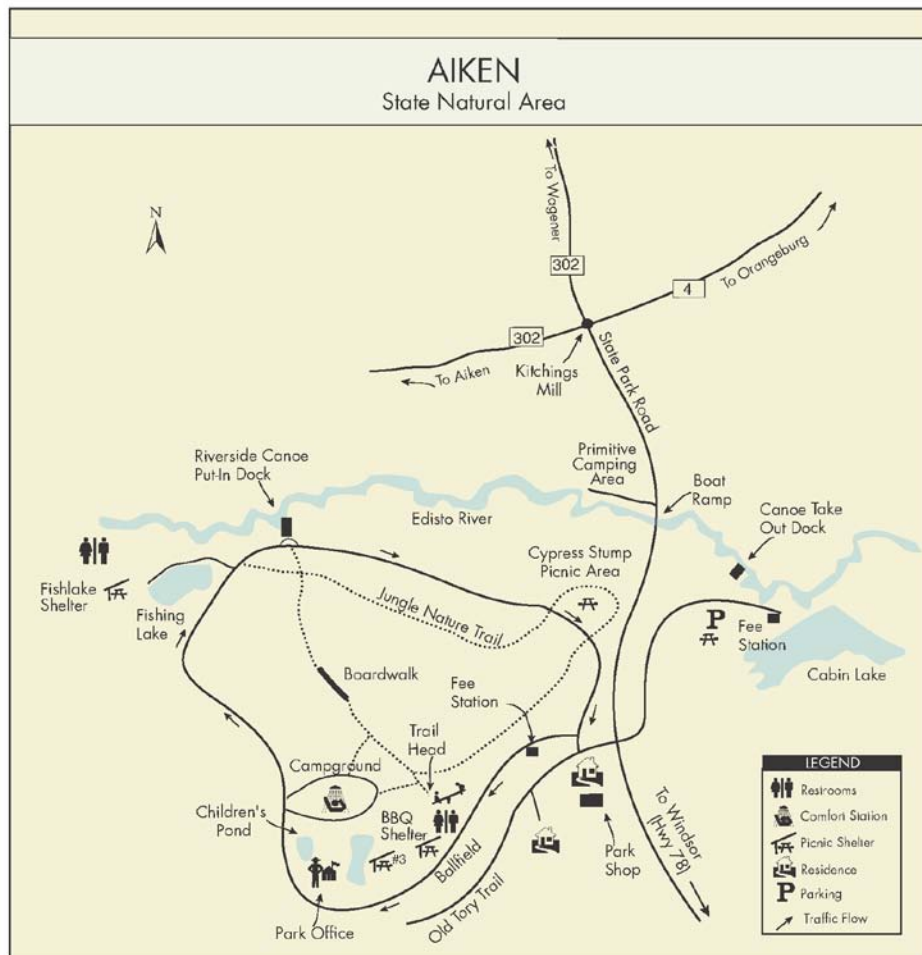 AIKEN
State Natural Area
N
To Wagener
302
To Orangeburg
4
302
To Aiken
Kitchings
Mill
State Park Road
Riverside Canoe
Put-In Dock
Primitive
Camping
Area
Boat
Ramp
Edisto River
Canoe Take
Out Dock
Cypress Stump
Picnic Area
Fishlake
Shelter
Fishing
Lake
Jungle Nature Trail
P
Fee
Station
Cabin Lake
Boardwalk
Fee
Station
Trail
Head
Campground
Children's
Pond
BBQ
Shelter
#3
Ballfield
Park Office
Old Tory Trail
Park
Shop
To Windsor
(Hwy 78)
LEGEND
Restrooms
Comfort Station
Picnic Shelter
Residence
P Parking
Traffic Flow